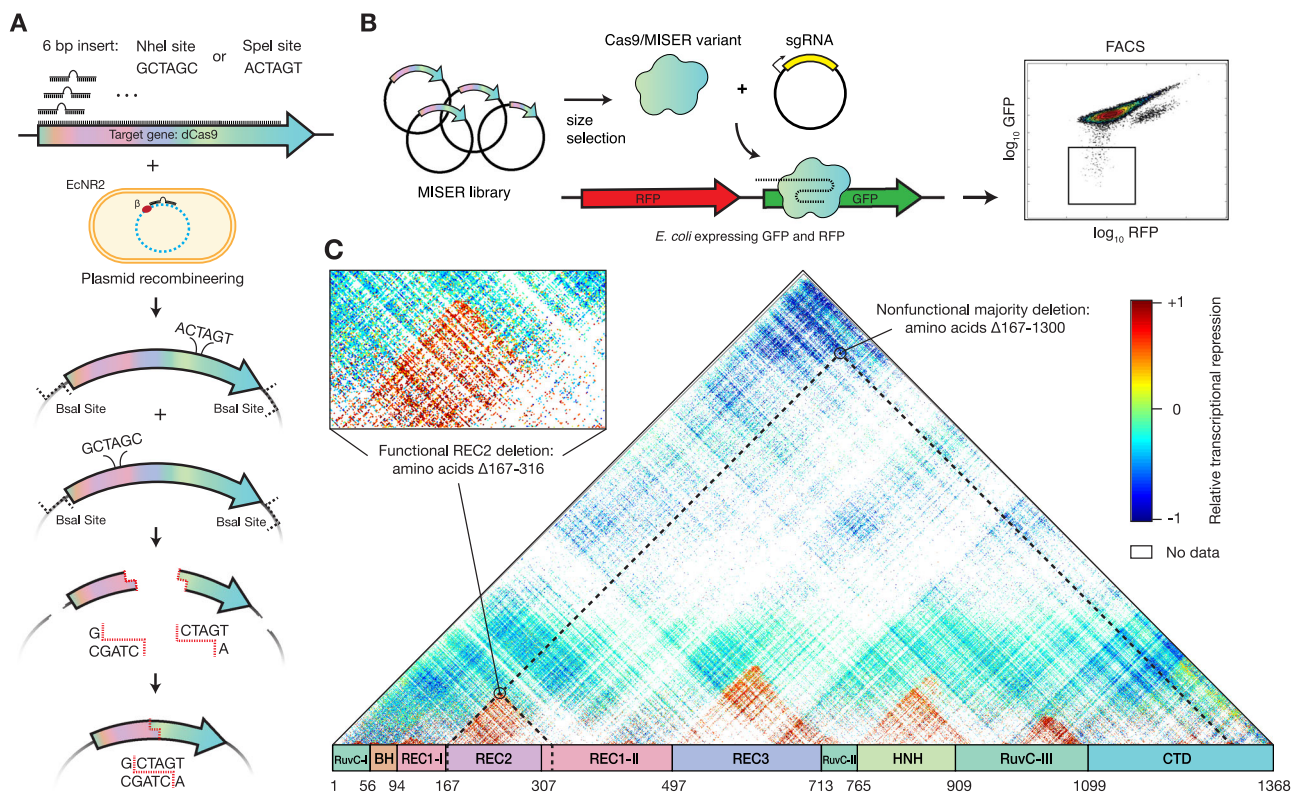 A
6 bp insert:
NheI site
GCTAGC
or
SpeI site
ACTAGT
...
Target gene: dCas9
+
EcNR2
β
Plasmid recombineering
ACTAGT
BsaI Site
BsaI Site
+
GCTAGC
BsaI Site
BsaI Site
G
CGATC
CTAGT
A
G CTAGT
CGATC A
B
MISER library
size
selection
Cas9/MISER variant
+
sgRNA
RFP
GFP
E. coli expressing GFP and RFP
FACS
log10 GFP
log10 RFP
C
Functional REC2 deletion:
amino acids Δ167-316
Nonfunctional majority deletion:
amino acids Δ167-1300
+1
0
-1
Relative transcriptional repression
No data
RuvC-I
BH
REC1-I
REC2
REC1-II
REC3
RuvC-II
HNH
RuvC-III
CTD
1
56
94
167
307
497
713
765
909
1099
1368